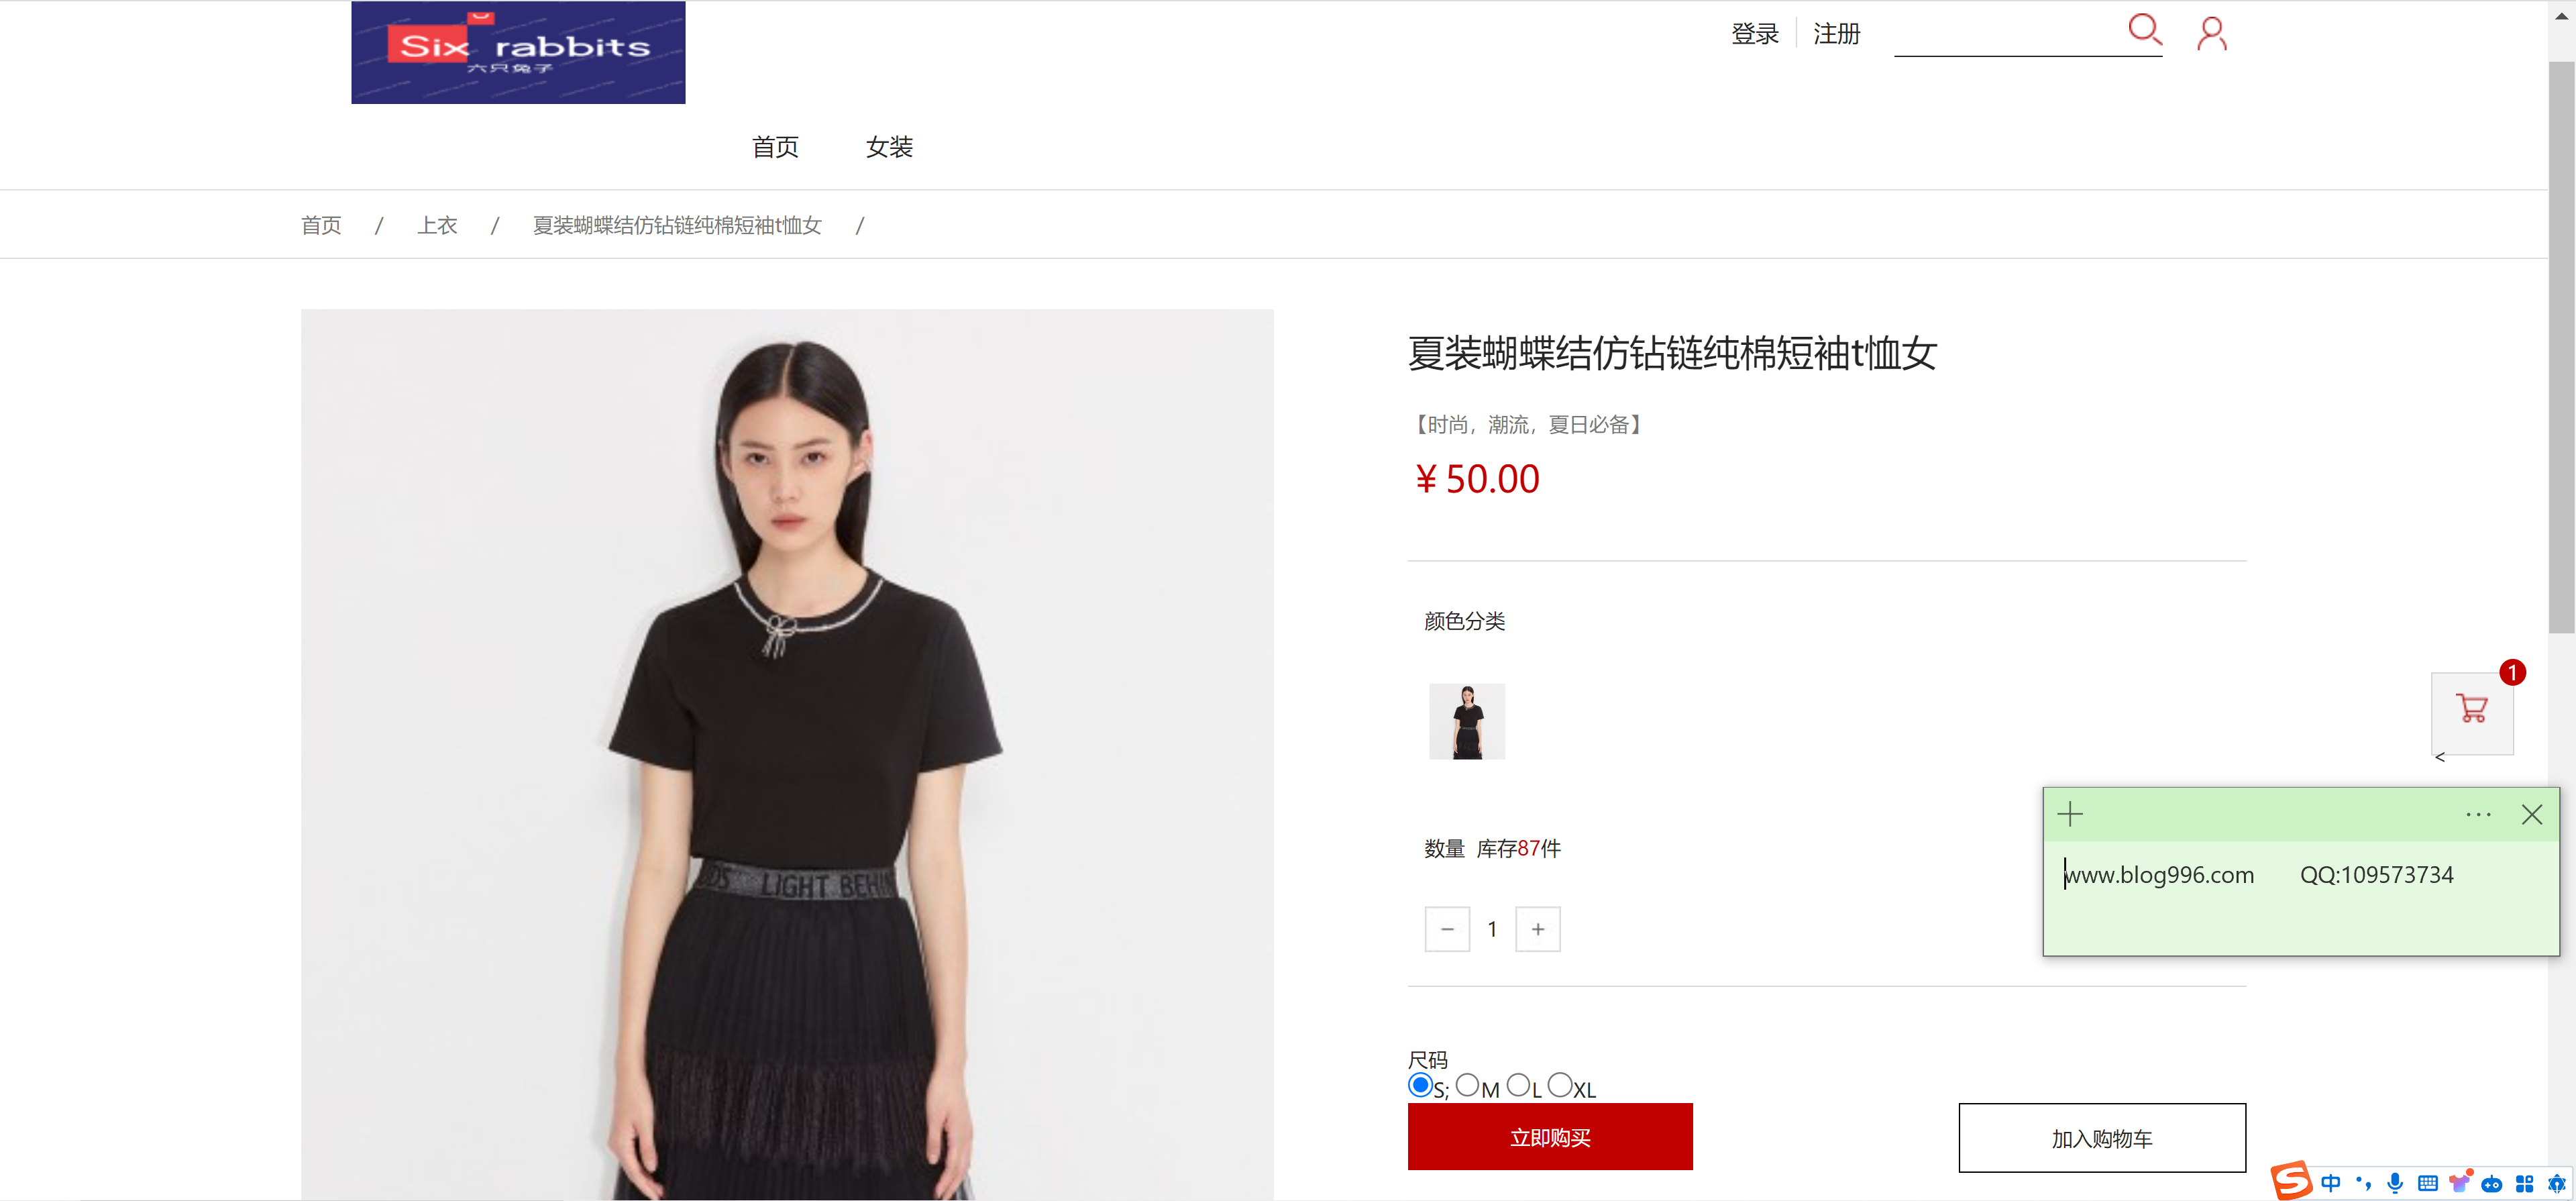 Six rabbits
六只兔子
登录
注册
首页
女装
首页 / 上衣 / 夏装蝴蝶结仿钻链纯棉短袖t恤女 /
夏装蝴蝶结仿钻链纯棉短袖t恤女
【时尚，潮流，夏日必备】
¥ 50.00
颜色分类
1
<
LIGHT BEHI
数量 库存87件
www.blog996.com QQ:109573734
− 1 +
尺码
S; M L XL
立即购买
加入购物车
中